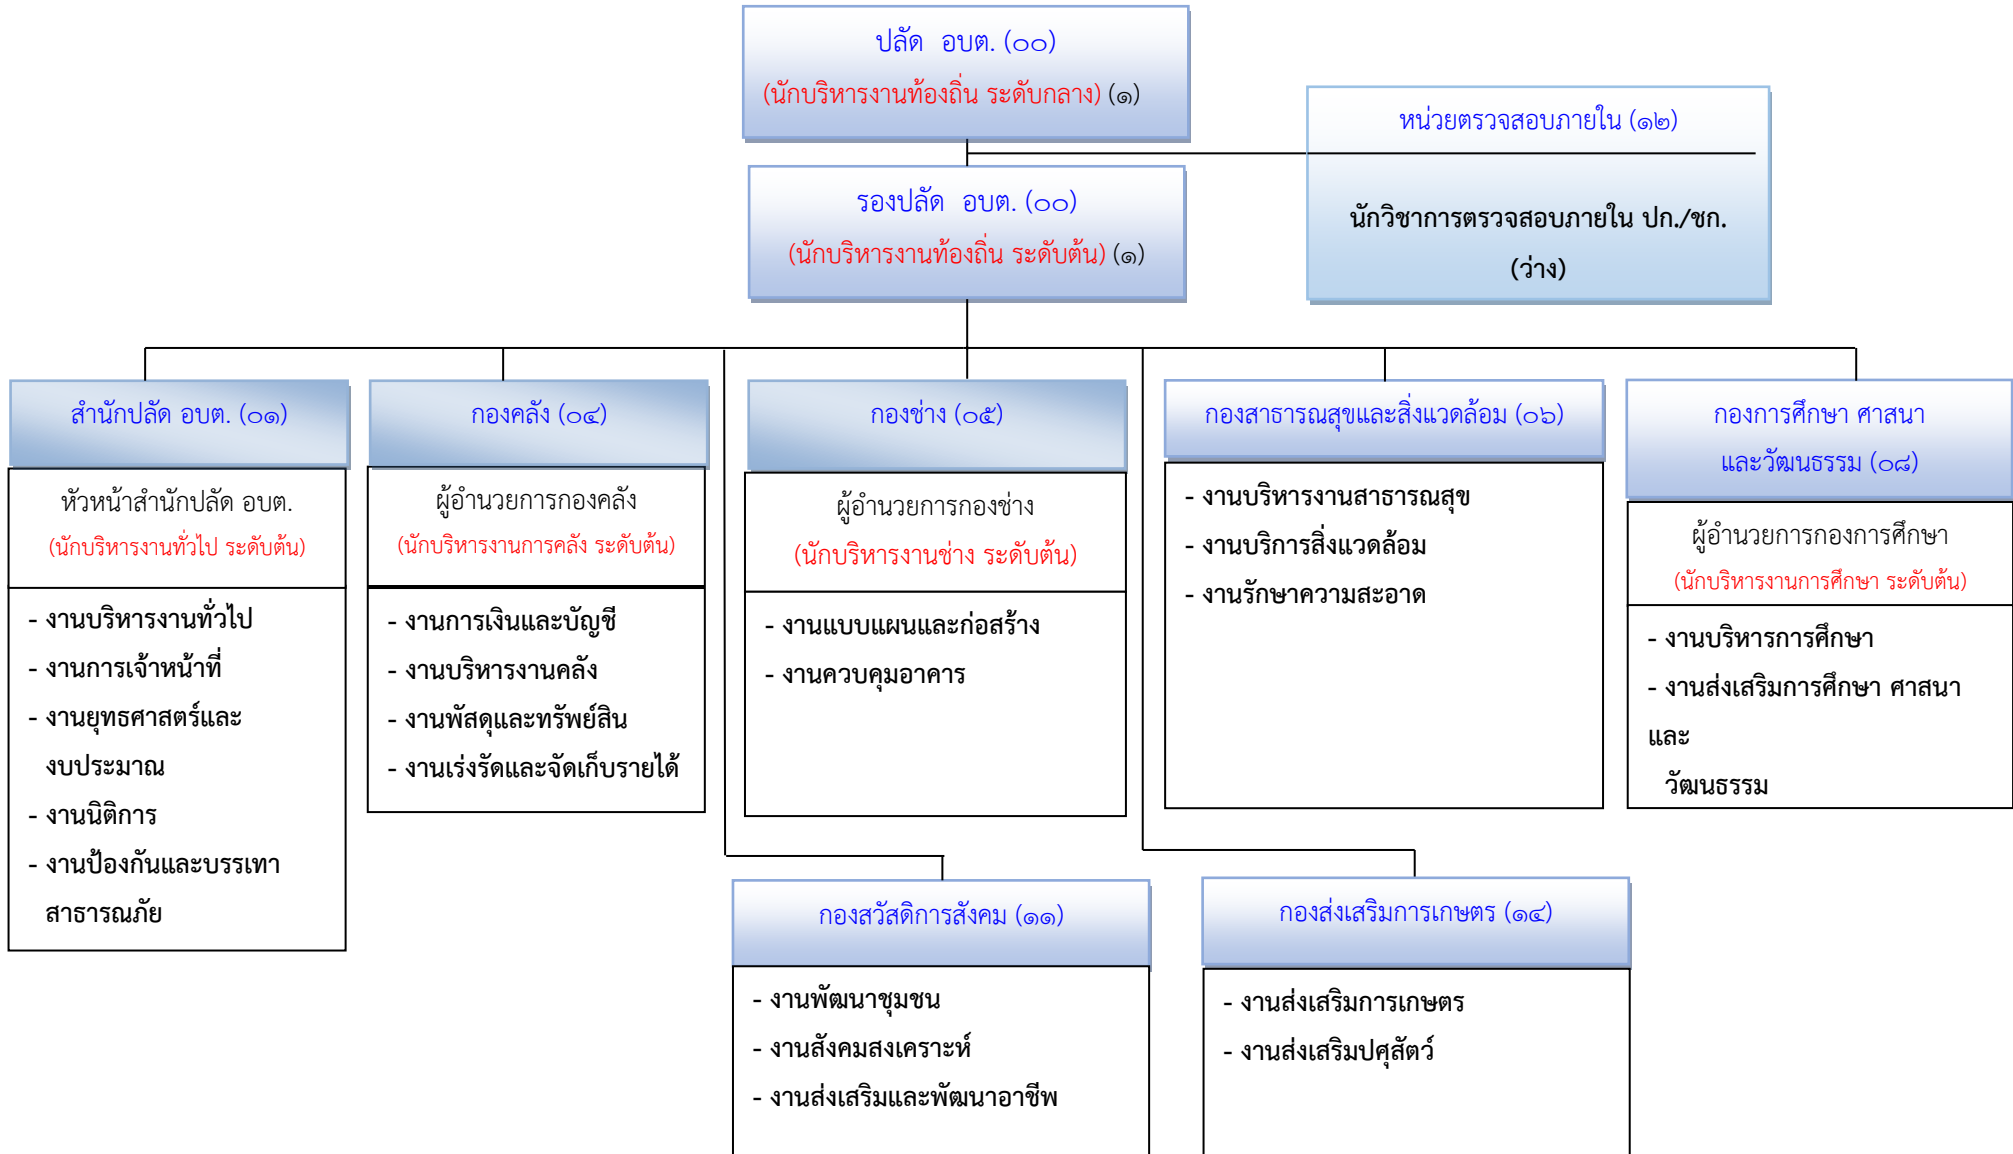 ปลัด  อบต. (๐๐)
(นักบริหารงานท้องถิ่น ระดับกลาง) (๑)
หน่วยตรวจสอบภายใน (๑๒)
นักวิชาการตรวจสอบภายใน ปก./ชก.
(ว่าง)
รองปลัด  อบต. (๐๐)
(นักบริหารงานท้องถิ่น ระดับต้น) (๑)
สำนักปลัด อบต. (๐๑)
หัวหน้าสำนักปลัด อบต.
(นักบริหารงานทั่วไป ระดับต้น)
- งานบริหารงานทั่วไป
- งานการเจ้าหน้าที่
- งานยุทธศาสตร์และ
งบประมาณ
- งานนิติการ
- งานป้องกันและบรรเทา
สาธารณภัย
กองคลัง (๐๔)
ผู้อำนวยการกองคลัง
(นักบริหารงานการคลัง ระดับต้น)
- งานการเงินและบัญชี
- งานบริหารงานคลัง
- งานพัสดุและทรัพย์สิน
- งานเร่งรัดและจัดเก็บรายได้
กองช่าง (๐๕)
ผู้อำนวยการกองช่าง
(นักบริหารงานช่าง ระดับต้น)
- งานแบบแผนและก่อสร้าง
- งานควบคุมอาคาร
กองสาธารณสุขและสิ่งแวดล้อม (๐๖)
- งานบริหารงานสาธารณสุข
- งานบริการสิ่งแวดล้อม
- งานรักษาความสะอาด
กองการศึกษา ศาสนา
และวัฒนธรรม (๐๘)
ผู้อำนวยการกองการศึกษา
(นักบริหารงานการศึกษา ระดับต้น)
- งานบริหารการศึกษา
- งานส่งเสริมการศึกษา ศาสนา
และ
วัฒนธรรม
กองสวัสดิการสังคม (๑๑)
- งานพัฒนาชุมชน
- งานสังคมสงเคราะห์
- งานส่งเสริมและพัฒนาอาชีพ
กองส่งเสริมการเกษตร (๑๔)
- งานส่งเสริมการเกษตร
- งานส่งเสริมปศุสัตว์